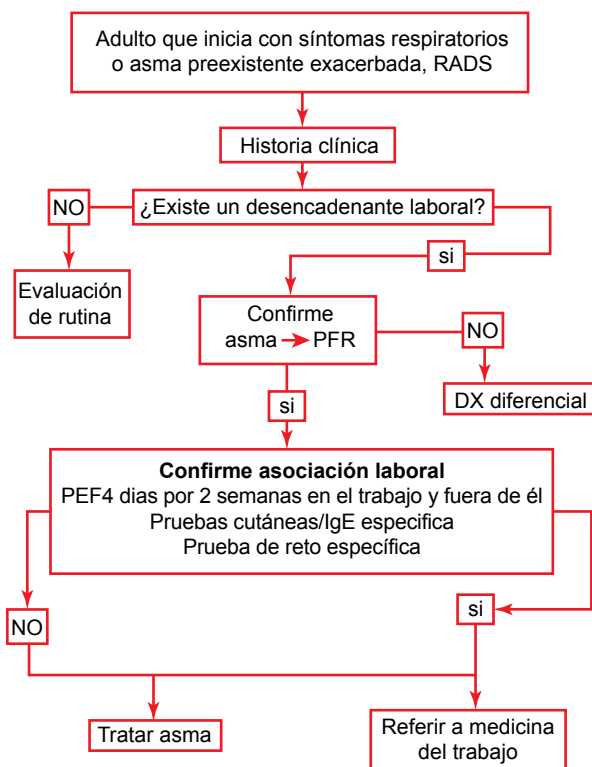 Adulto que inicia con síntomas respiratorios
o asma preexistente exacerbada, RADS
Historia clínica
NO
¿Existe un desencadenante laboral?
si
Evaluación
de rutina
Confirme
asma → PFR
NO
DX diferencial
si
Confirme asociación laboral
PEF4 dias por 2 semanas en el trabajo y fuera de él
Pruebas cutáneas/IgE especifica
Prueba de reto específica
NO
si
Tratar asma
Referir a medicina
del trabajo